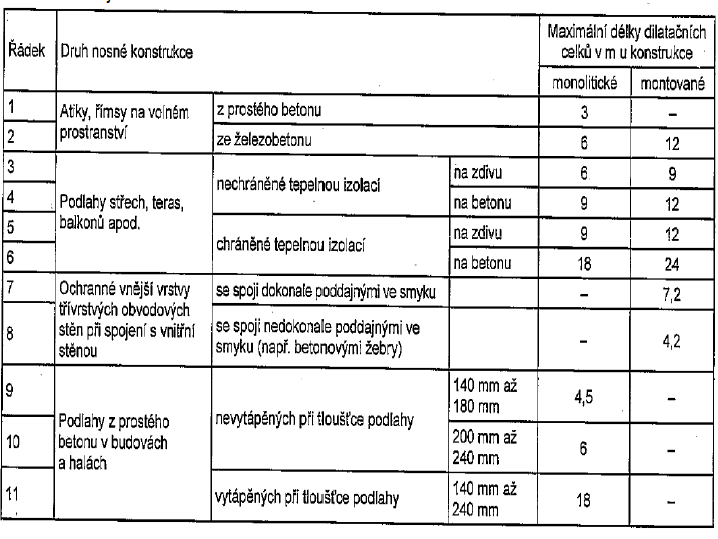 Řádek
Druh nosné konstrukce
Maximální délky dilatačních
celků v m u konstrukce
monolitické
montované
1
Atiky, římsy na volném
prostranství
z prostého betonu
3
–
2
ze železobetonu
6
12
3
Podlahy střech, teras,
balkonů apod.
nechráněné tepelnou izolací
na zdivu
6
9
4
na betonu
9
12
5
chráněné tepelnou izolací
na zdivu
9
12
6
na betonu
18
24
7
Ochranné vnější vrstvy
třívrstvých obvodových
stěn při spojení s vnitřní
stěnou
se spoji dokonale poddajnými ve smyku
–
7,2
8
se spoji nedokonale poddajnými ve
smyku (např. betonovými žebry)
–
4,2
9
Podlahy z prostého
betonu v budovách
a halách
nevytápěných při tloušťce podlahy
140 mm až
180 mm
4,5
–
10
200 mm až
240 mm
6
–
11
vytápěných při tloušťce podlahy
140 mm až
240 mm
18
–